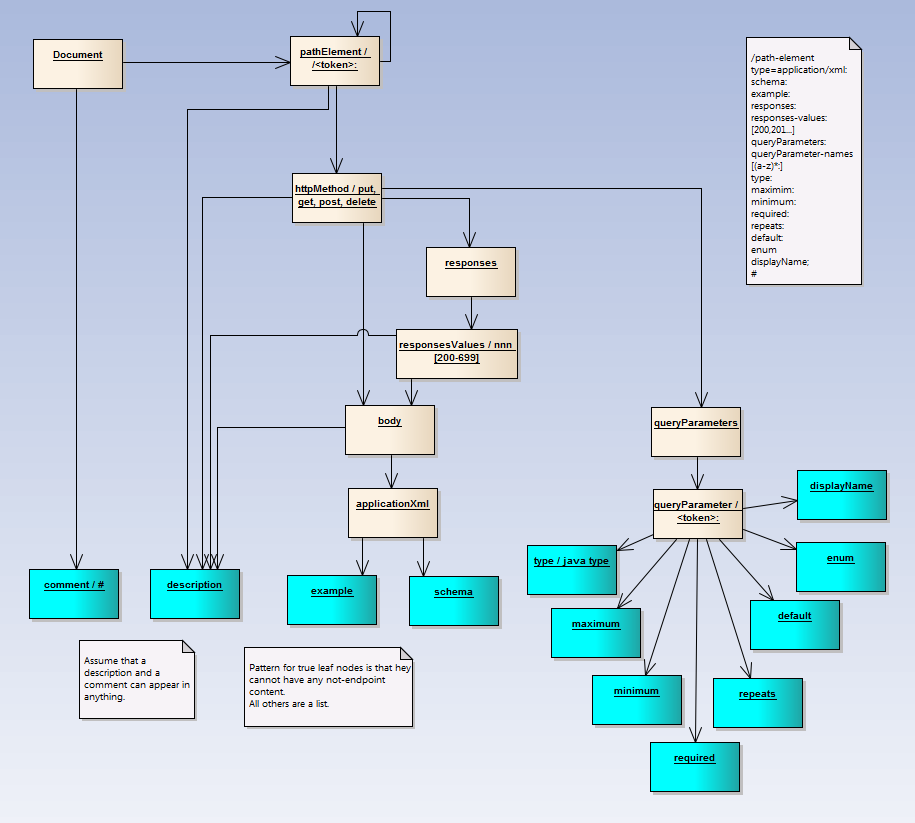 Document
pathElement /
/<token>:
/path-element
type=application/xml:
schema:
example:
responses:
responses-values:
[200,201...]
queryParameters:
queryParameter-names
[(a-z)*:]
type:
maximim:
minimum:
required:
repeats:
default:
enum
displayName;
#
httpMethod / put,
get, post, delete
responses
responsesValues / nnn
[200-699]
body
queryParameters
applicationXml
queryParameter /
<token>:
displayName
type / java type
enum
comment / #
description
example
schema
maximum
default
minimum
repeats
required
Assume that a
description and a
comment can appear in
anything.
Pattern for true leaf nodes is that hey
cannot have any not-endpoint
content.
All others are a list.